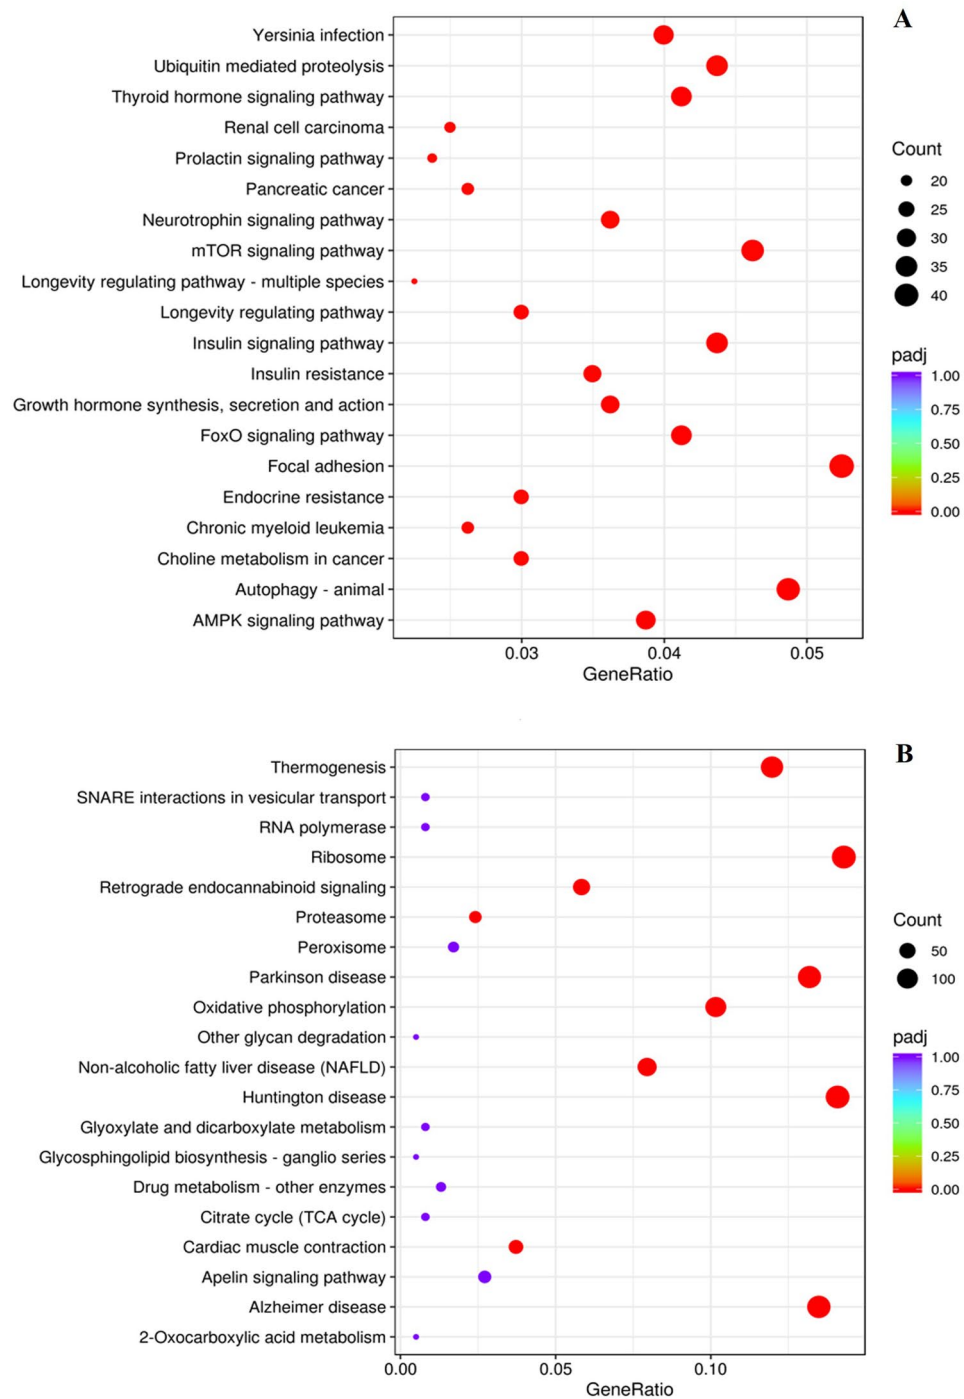 A
Yersinia infection
Ubiquitin mediated proteolysis
Thyroid hormone signaling pathway
Renal cell carcinoma
Prolactin signaling pathway
Pancreatic cancer
Neurotrophin signaling pathway
mTOR signaling pathway
Longevity regulating pathway - multiple species
Longevity regulating pathway
Insulin signaling pathway
Insulin resistance
Growth hormone synthesis, secretion and action
FoxO signaling pathway
Focal adhesion
Endocrine resistance
Chronic myeloid leukemia
Choline metabolism in cancer
Autophagy - animal
AMPK signaling pathway
0.03 0.04 0.05
GeneRatio
Count
20
25
30
35
40
padj
1.00
0.75
0.50
0.25
0.00
B
Thermogenesis
SNARE interactions in vesicular transport
RNA polymerase
Ribosome
Retrograde endocannabinoid signaling
Proteasome
Peroxisome
Parkinson disease
Oxidative phosphorylation
Other glycan degradation
Non-alcoholic fatty liver disease (NAFLD)
Huntington disease
Glyoxylate and dicarboxylate metabolism
Glycosphingolipid biosynthesis - ganglio series
Drug metabolism - other enzymes
Citrate cycle (TCA cycle)
Cardiac muscle contraction
Apelin signaling pathway
Alzheimer disease
2-Oxocarboxylic acid metabolism
0.00 0.05 0.10
GeneRatio
Count
50
100
padj
1.00
0.75
0.50
0.25
0.00